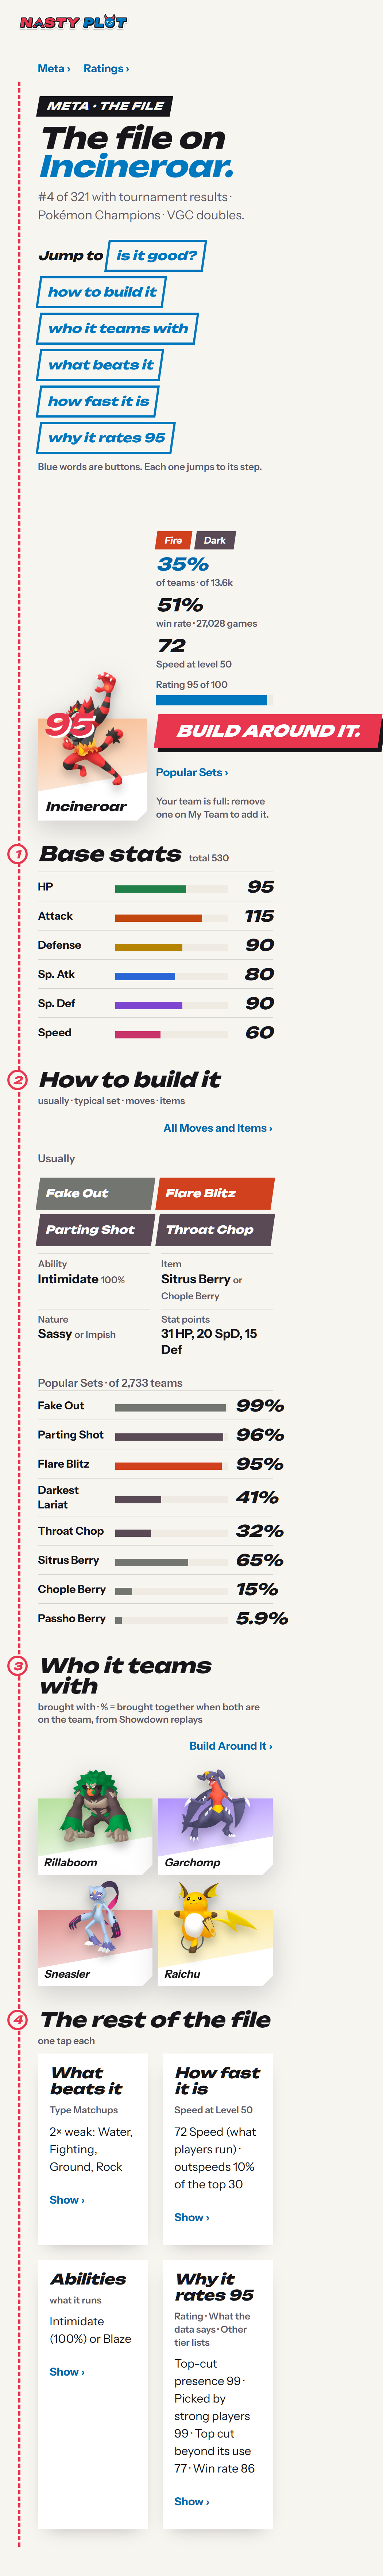 NASTY PLOT
Meta › Ratings ›
META · THE FILE
The file on
Incineroar.
#4 of 321 with tournament results ·
Pokémon Champions · VGC doubles.
Jump to is it good?
how to build it
who it teams with
what beats it
how fast it is
why it rates 95
Blue words are buttons. Each one jumps to its step.
Fire Dark
35%
of teams · of 13.6k
51%
win rate · 27,028 games
72
Speed at level 50
Rating 95 of 100
95
BUILD AROUND IT.
Popular Sets ›
Incineroar
Your team is full: remove
one on My Team to add it.
1 Base stats total 530
HP 95
Attack 115
Defense 90
Sp. Atk 80
Sp. Def 90
Speed 60
2 How to build it
usually · typical set · moves · items
All Moves and Items ›
Usually
Fake Out Flare Blitz
Parting Shot Throat Chop
Ability Item
Intimidate 100% Sitrus Berry or
Chople Berry
Nature Stat points
Sassy or Impish 31 HP, 20 SpD, 15
Def
Popular Sets · of 2,733 teams
Fake Out 99%
Parting Shot 96%
Flare Blitz 95%
Darkest
Lariat 41%
Throat Chop 32%
Sitrus Berry 65%
Chople Berry 15%
Passho Berry 5.9%
3 Who it teams
with
brought with · % = brought together when both are
on the team, from Showdown replays
Build Around It ›
Rillaboom Garchomp
Sneasler Raichu
4 The rest of the file
one tap each
What
beats it
Type Matchups
2× weak: Water,
Fighting,
Ground, Rock
Show ›
How fast
it is
Speed at Level 50
72 Speed (what
players run) ·
outspeeds 10%
of the top 30
Show ›
Abilities
what it runs
Intimidate
(100%) or Blaze
Show ›
Why it
rates 95
Rating · What the
data says · Other
tier lists
Top-cut
presence 99 ·
Picked by
strong players
99 · Top cut
beyond its use
77 · Win rate 86
Show ›